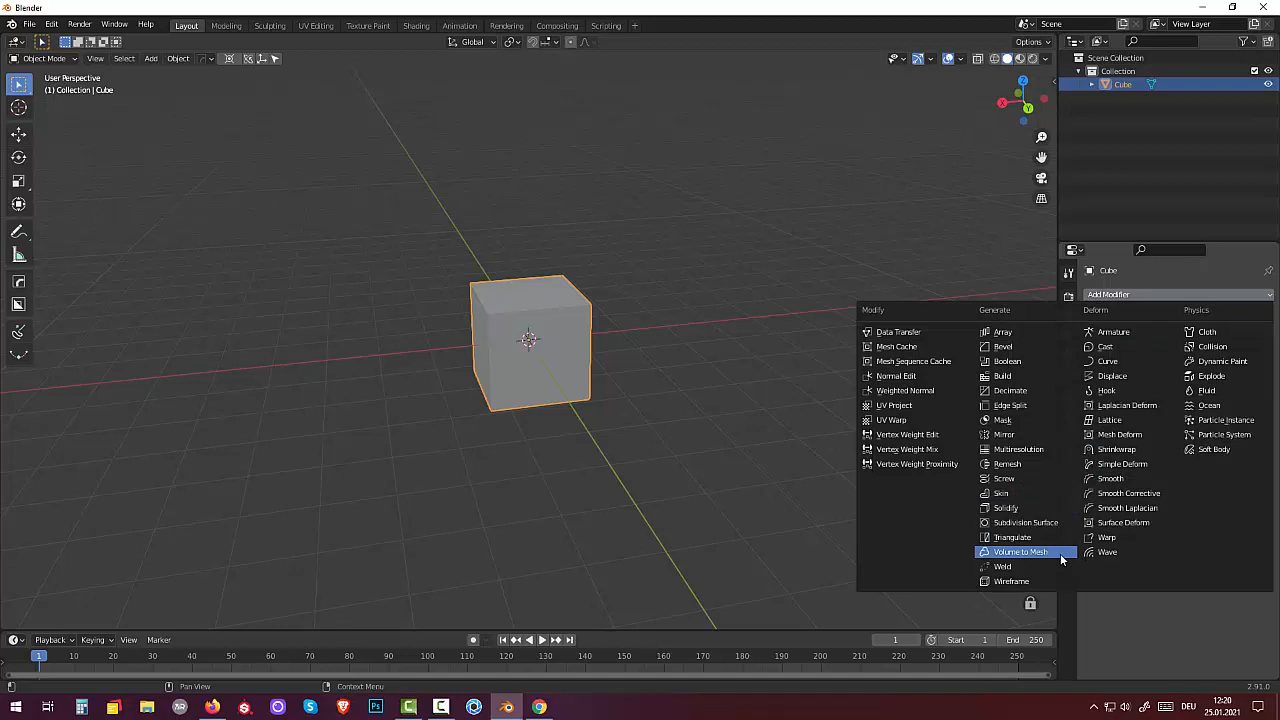 Blender
File Edit Render Window Help Layout Modeling Sculpting UV Editing Texture Paint Shading Animation Rendering Compositing Scripting + Scene View Layer
Global Options
Object Mode View Select Add Object
User Perspective
(1) Collection | Cube
Z
X
Y
Scene Collection
Collection
Cube
Cube
Add Modifier
Modify Generate Deform Physics
Data Transfer Array Armature Cloth
Mesh Cache Bevel Cast Collision
Mesh Sequence Cache Boolean Curve Dynamic Paint
Normal Edit Build Displace Explode
Weighted Normal Decimate Hook Fluid
UV Project Edge Split Laplacian Deform Ocean
UV Warp Mask Lattice Particle Instance
Vertex Weight Edit Mirror Mesh Deform Particle System
Vertex Weight Mix Multiresolution Shrinkwrap Soft Body
Vertex Weight Proximity Remesh Simple Deform
Screw Smooth
Skin Smooth Corrective
Solidify Smooth Laplacian
Subdivision Surface Surface Deform
Triangulate Warp
Volume to Mesh Wave
Weld
Wireframe
Playback Keying View Marker 1 Start 1 End 250
1 10 20 30 40 50 60 70 80 90 100 110 120 130 140 150 160 170 180 190 200 210 220 230 240 250
Pan View Context Menu 2.91.0
DEU 12:20
25.01.2021